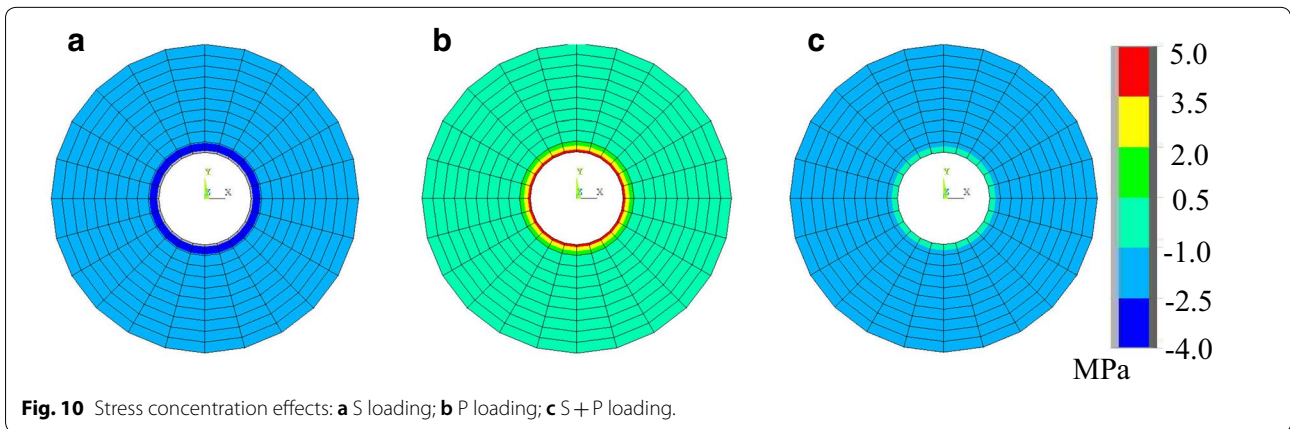 a
b
c
Y
Z X
Y
Z X
Y
Z X
5.0
3.5
2.0
0.5
-1.0
-2.5
-4.0
MPa
Fig. 10 Stress concentration effects: a S loading; b P loading; c S + P loading.